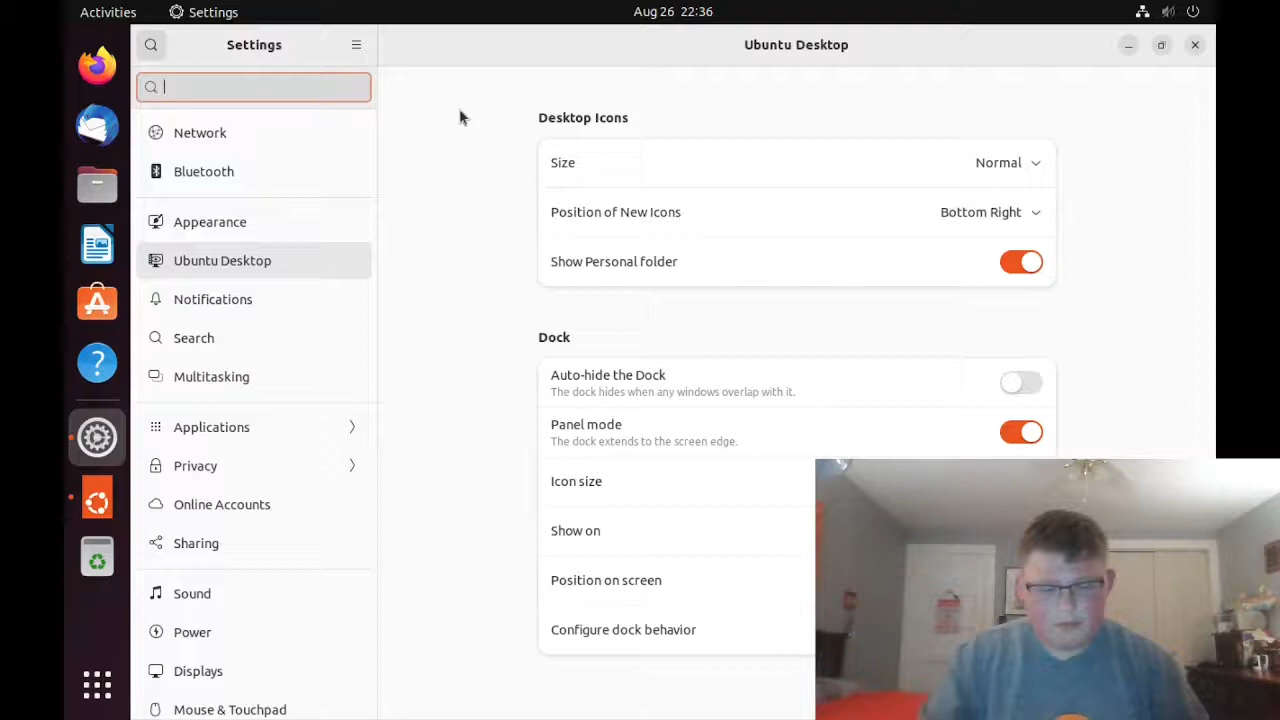 Activities
Settings
Aug 26 22:36
Settings
Ubuntu Desktop
Network
Bluetooth
Appearance
Ubuntu Desktop
Notifications
Search
Multitasking
Applications
Privacy
Online Accounts
Sharing
Sound
Power
Displays
Mouse & Touchpad
Desktop Icons
Size
Normal
Position of New Icons
Bottom Right
Show Personal folder
Dock
Auto-hide the Dock
The dock hides when any windows overlap with it.
Panel mode
The dock extends to the screen edge.
Icon size
Show on
Position on screen
Configure dock behavior